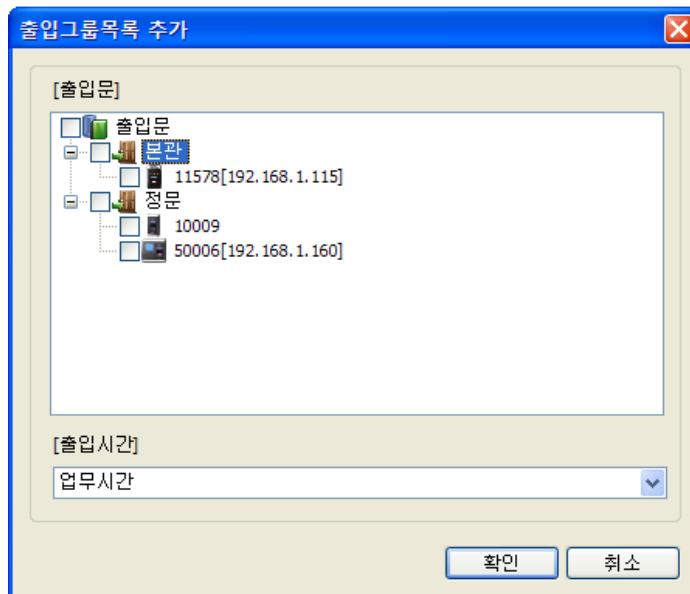 출입그룹목록 추가
[출입문]
출입문
본관
11578[192.168.1.115]
정문
10009
50006[192.168.1.160]
[출입시간]
업무시간
확인 취소